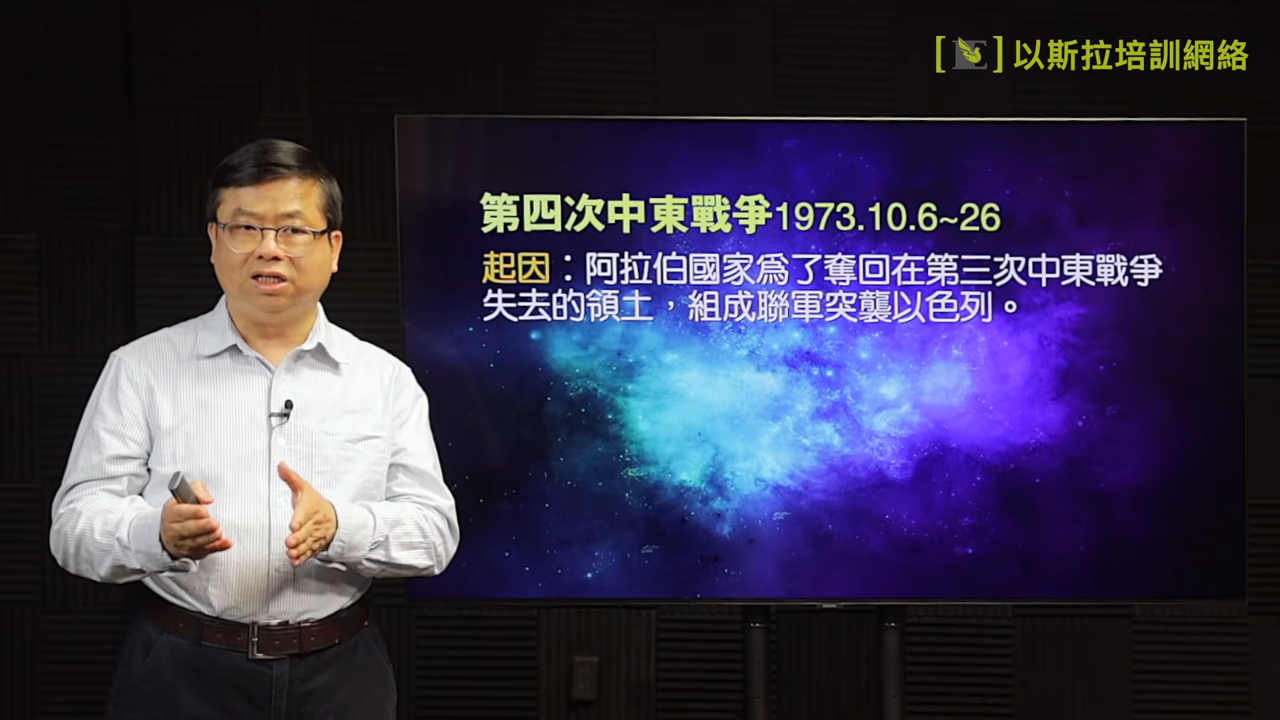 [E] 以斯拉培訓網絡
第四次中東戰爭1973.10.6~26
起因：阿拉伯國家為了奪回在第三次中東戰爭
失去的領土，組成聯軍突襲以色列。